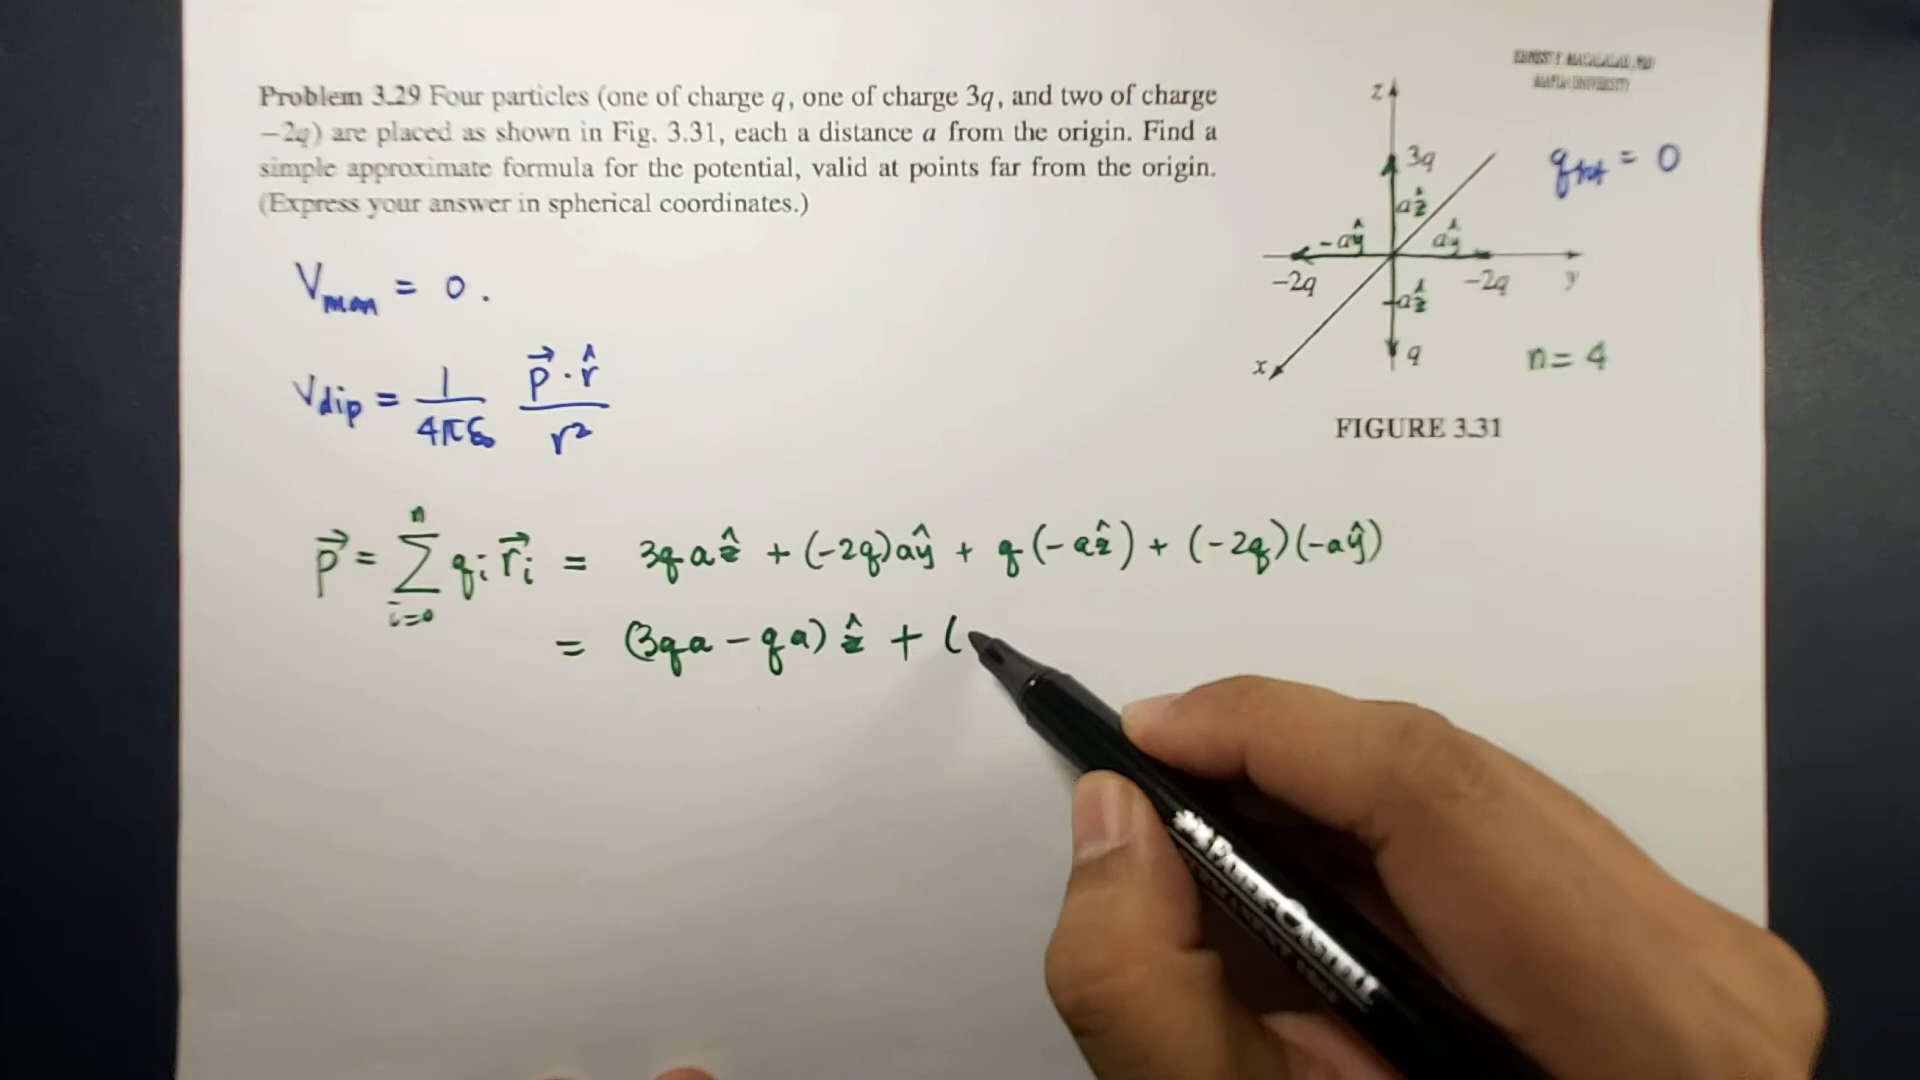 Problem 3.29 Four particles (one of charge q, one of charge 3q, and two of charge
−2q) are placed as shown in Fig. 3.31, each a distance a from the origin. Find a
simple approximate formula for the potential, valid at points far from the origin.
(Express your answer in spherical coordinates.)
z
3q
aẑ
-aŷ
aŷ
−2q
−2q
y
-aẑ
x
q
FIGURE 3.31
q_tot = 0
n = 4
V_mon = 0.
V_dip = 1/4πε₀ p⃗·r̂/r²
p⃗ = Σ_{i=0}^{n} q_i r⃗_i = 3qaẑ + (-2q)aŷ + q(-aẑ) + (-2q)(-aŷ)
= (3qa - qa)ẑ + (
FABER-CASTELL